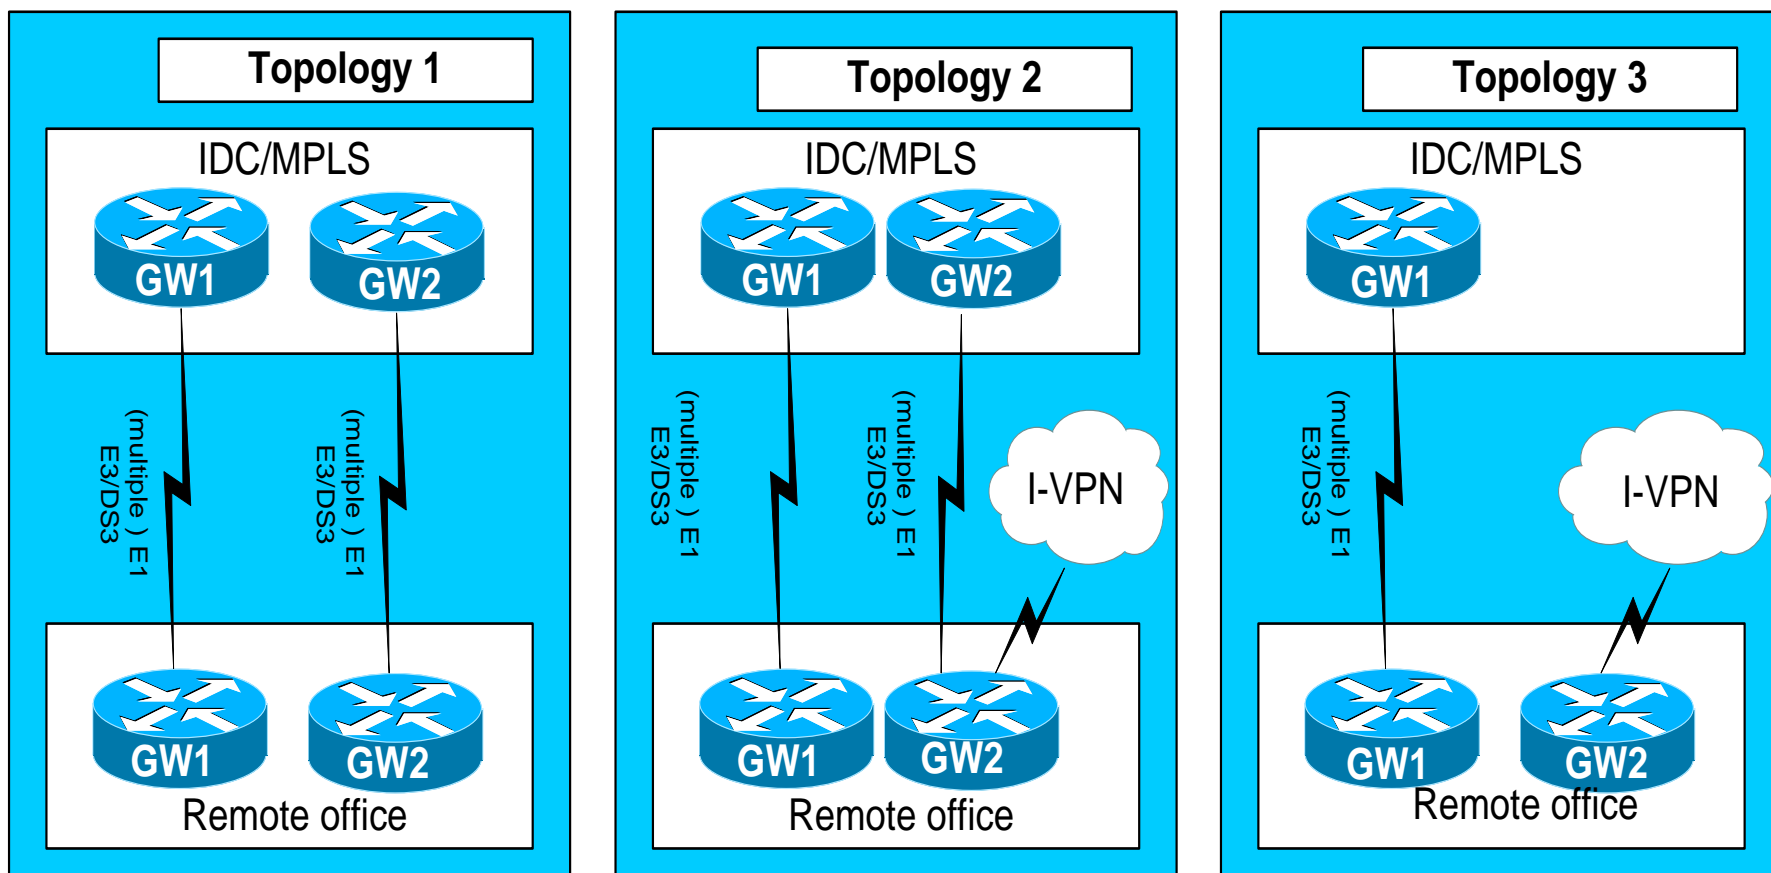 Topology 1
IDC/MPLS
GW1
GW2
(multiple ) E1
E3/DS3
(multiple ) E1
E3/DS3
GW1
GW2
Remote office
Topology 2
IDC/MPLS
GW1
GW2
(multiple ) E1
E3/DS3
(multiple ) E1
E3/DS3
I-VPN
GW1
GW2
Remote office
Topology 3
IDC/MPLS
GW1
(multiple ) E1
E3/DS3
I-VPN
GW1
GW2
Remote office